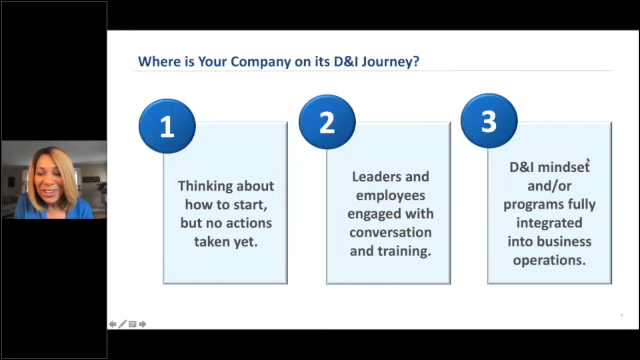 Where is Your Company on its D&I Journey?
1
Thinking about
how to start,
but no actions
taken yet.
2
Leaders and
employees
engaged with
conversation
and training.
3
D&I mindset
and/or
programs fully
integrated
into business
operations.